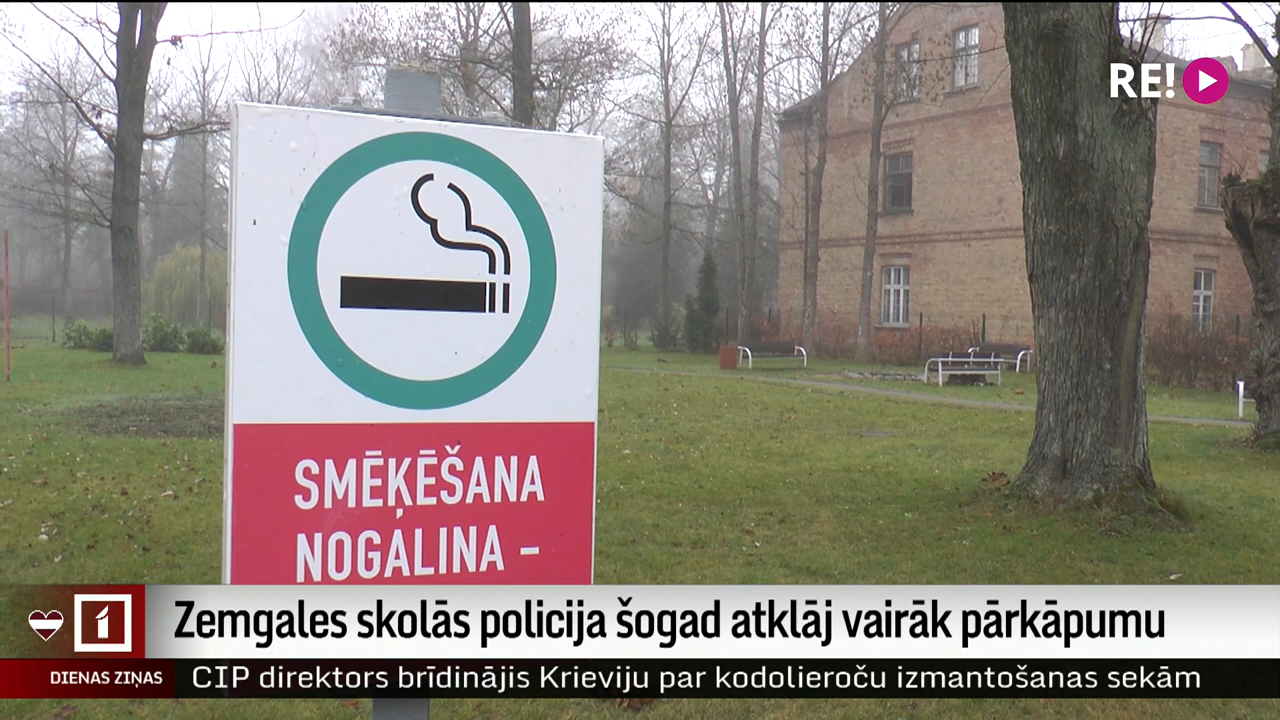 RE!
SMĒĶĒŠANA
NOGALINA –
1
Zemgales skolās policija šogad atklāj vairāk pārkāpumu
DIENAS ZIŅAS
CIP direktors brīdinājis Krieviju par kodolieroču izmantošanas sekām